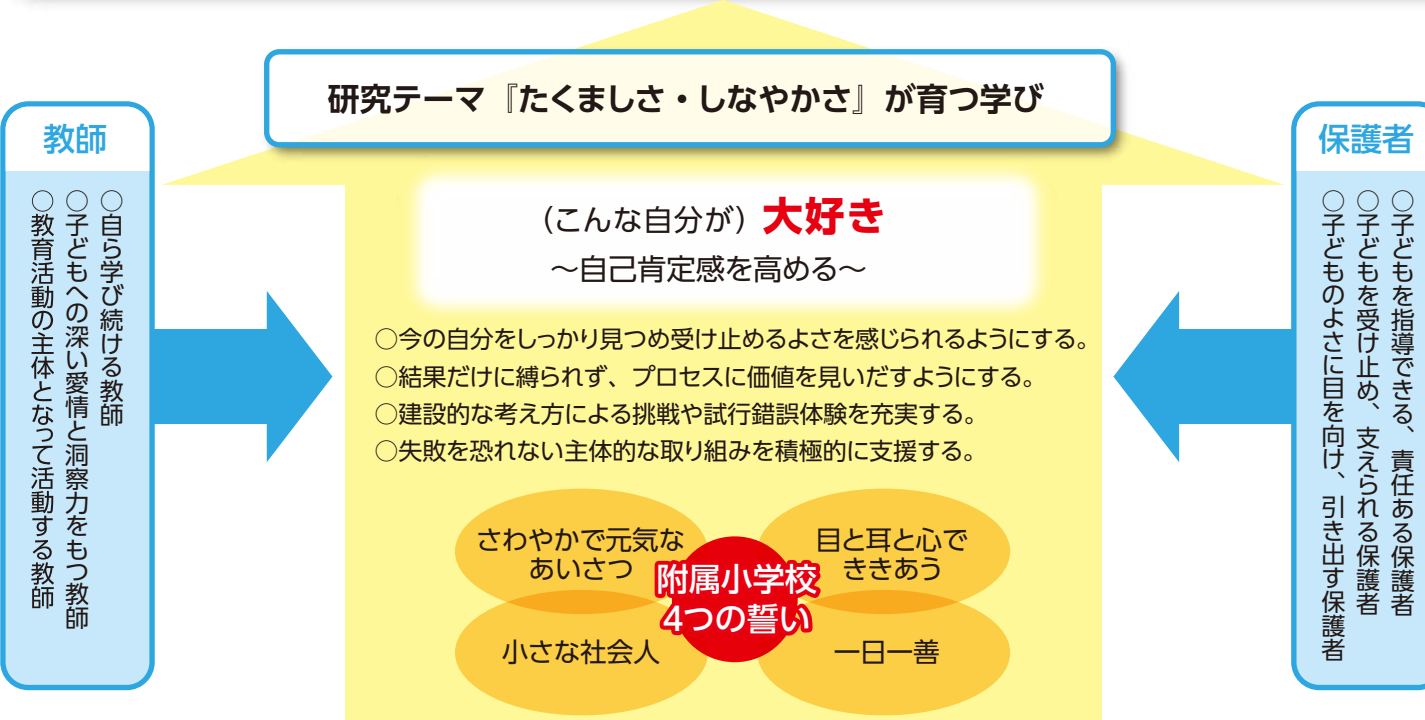 研究テーマ『たくましさ・しなやかさ』が育つ学び
教師
○自ら学び続ける教師
○子どもへの深い愛情と洞察力をもつ教師
○教育活動の主体となって活動する教師
(こんな自分が)大好き
～自己肯定感を高める～
○今の自分をしっかり見つめ受け止めるよさを感じられるようにする。
○結果だけに縛られず、プロセスに価値を見いだすようにする。
○建設的な考え方による挑戦や試行錯誤体験を充実する。
○失敗を恐れない主体的な取り組みを積極的に支援する。
さわやかで元気な
あいさつ
目と耳と心で
ききあう
附属小学校
4つの誓い
小さな社会人
一日一善
保護者
○子どもを指導できる、責任ある保護者
○子どもを受け止め、支えられる保護者
○子どものよさに目を向け、引き出す保護者